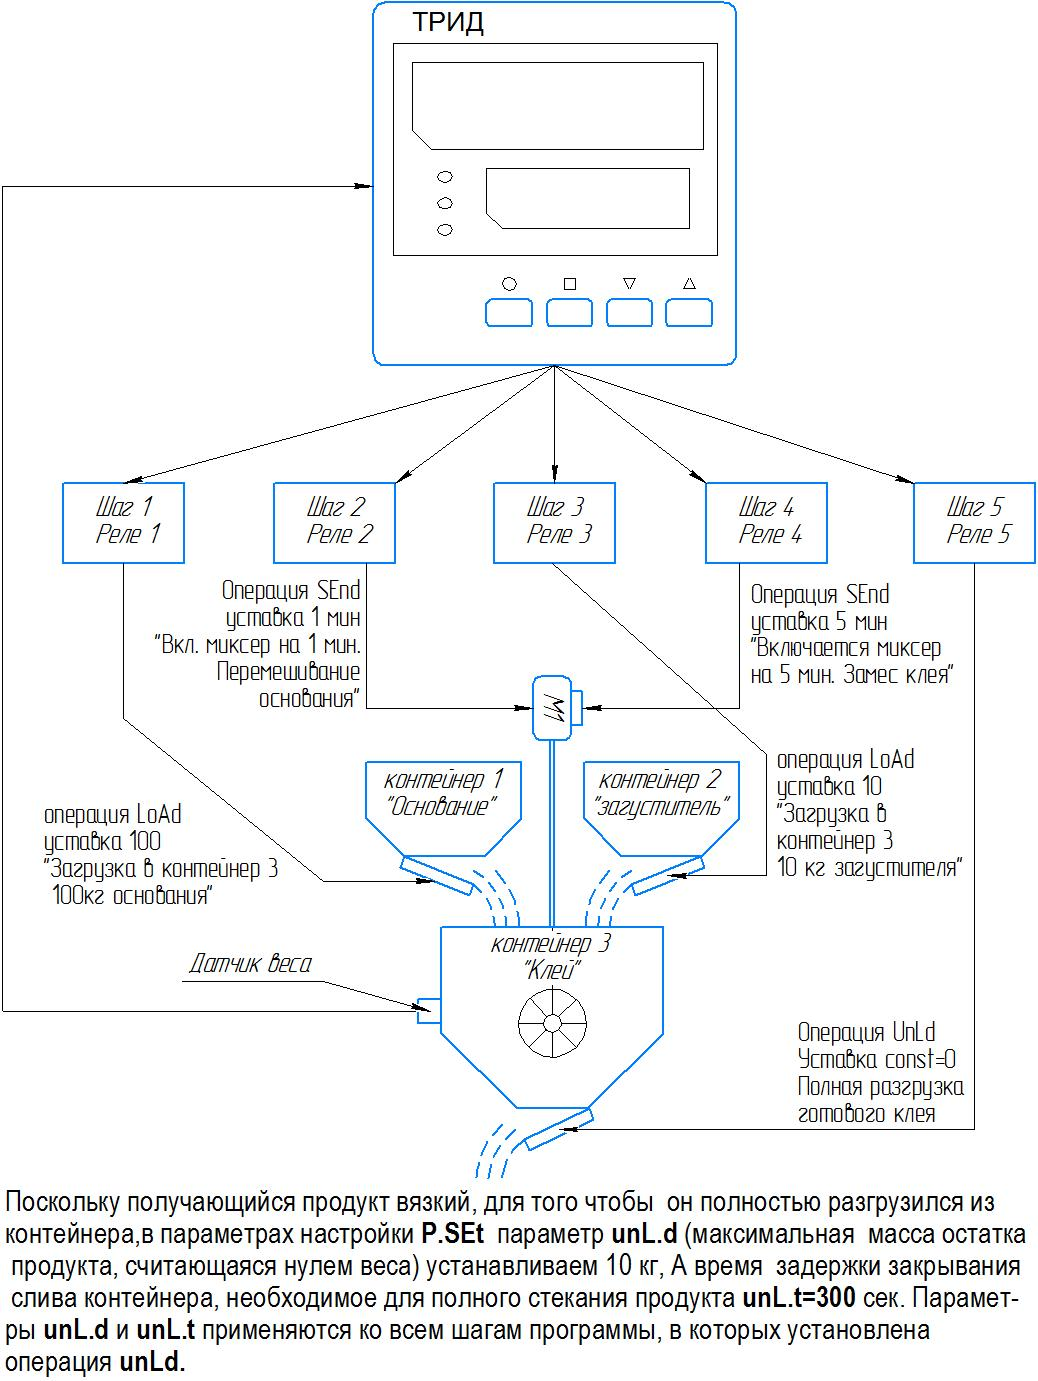 ТРИД
Шаг 1
Реле 1
Шаг 2
Реле 2
Шаг 3
Реле 3
Шаг 4
Реле 4
Шаг 5
Реле 5
Операция SEnd
уставка 1 мин
"Вкл. миксер на 1 мин.
Перемешивание
основания"
Операция SEnd
уставка 5 мин
"Включается миксер
на 5 мин. Замес клея"
контейнер 1
"Основание"
контейнер 2
"загуститель"
операция LoAd
уставка 10
"Загрузка в
контейнер 3
10 кг загустителя"
операция LoAd
уставка 100
"Загрузка в контейнер 3
100кг основания"
контейнер 3
"Клей"
Датчик веса
Операция UnLd
Уставка const=0
Полная разгрузка
готового клея
Поскольку получающийся продукт вязкий, для того чтобы он полностью разгрузился из
контейнера,в параметрах настройки P.SEt параметр unL.d (максимальная масса остатка
продукта, считающаяся нулем веса) устанавливаем 10 кг, А время задержки закрывания
слива контейнера, необходимое для полного стекания продукта unL.t=300 сек. Парамет-
ры unL.d и unL.t применяются ко всем шагам программы, в которых установлена
операция unLd.